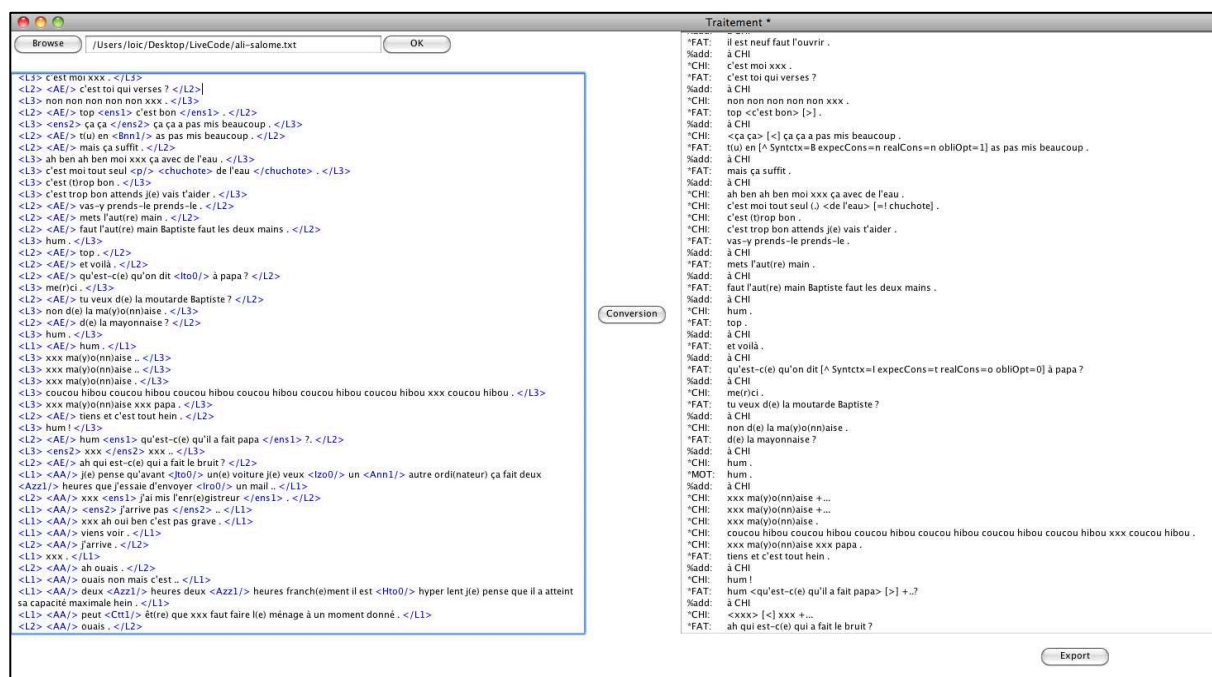 Traitement *
Browse /Users/loic/Desktop/LiveCode/ali-salome.txt OK
<L3> c'est moi xxx . </L3>
<L2> <AE/> c'est toi qui verses ? </L2>
<L3> non non non non non xxx . </L3>
<L2> <AE/> top <ens1> c'est bon </ens1> . </L2>
<L3> <ens2> ça ça </ens2> ça ça a pas mis beaucoup . </L3>
<L2> <AE/> t(u) en <Bnn1/> as pas mis beaucoup . </L2>
<L2> <AE/> mais ça suffit . </L2>
<L3> ah ben ah ben moi xxx ça avec de l'eau . </L3>
<L3> c'est moi tout seul <p/> <chuchote> de l'eau </chuchote> . </L3>
<L3> c'est (t)rop bon . </L3>
<L3> c'est trop bon attends j(e) vais t'aider . </L3>
<L2> <AE/> vas-y prends-le prends-le . </L2>
<L2> <AE/> mets l'aut(re) main . </L2>
<L2> <AE/> faut l'aut(re) main Baptiste faut les deux mains . </L2>
<L3> hum . </L3>
<L2> <AE/> top . </L2>
<L2> <AE/> et voilà . </L2>
<L2> <AE/> qu'est-c(e) qu'on dit <Ito0/> à papa ? </L2>
<L3> me(r)ci . </L3>
<L2> <AE/> tu veux d(e) la moutarde Baptiste ? </L2>
<L3> non d(e) la ma(y)o(nn)aise . </L3>
<L2> <AE/> d(e) la mayonnaise ? </L2>
<L3> hum . </L3>
<L1> <AE/> hum . </L1>
<L3> xxx ma(y)o(nn)aise .. </L3>
<L3> xxx ma(y)o(nn)aise .. </L3>
<L3> xxx ma(y)o(nn)aise . </L3>
<L3> coucou hibou coucou hibou coucou hibou coucou hibou coucou hibou coucou hibou xxx coucou hibou . </L3>
<L3> xxx ma(y)o(nn)aise xxx papa . </L3>
<L2> <AE/> tiens et c'est tout hein . </L2>
<L3> hum ! </L3>
<L2> <AE/> hum <ens1> qu'est-c(e) qu'il a fait papa </ens1> ?. </L2>
<L3> <ens2> xxx </ens2> xxx .. </L3>
<L2> <AE/> ah qui est-c(e) qui a fait le bruit ? </L2>
<L1> <AA/> j(e) pense qu'avant <Jto0/> un(e) voiture j(e) veux <Izo0/> un <Ann1/> autre ordi(nateur) ça fait deux
<Azz1/> heures que j'essaie d'envoyer <Iro0/> un mail .. </L1>
<L2> <AA/> xxx <ens1> j'ai mis l'enr(e)gistreur </ens1> . </L2>
<L1> <AA/> <ens2> j'arrive pas </ens2> .. </L1>
<L1> <AA/> xxx ah oui ben c'est pas grave . </L1>
<L1> <AA/> viens voir . </L1>
<L2> <AA/> j'arrive . </L2>
<L1> xxx . </L1>
<L2> <AA/> ah ouais . </L2>
<L1> <AA/> ouais non mais c'est .. </L1>
<L1> <AA/> deux <Azz1/> heures deux <Azz1/> heures franch(e)ment il est <Hto0/> hyper lent j(e) pense que il a atteint
sa capacité maximale hein . </L1>
<L1> <AA/> peut <Ctt1/> êt(re) que xxx faut faire l(e) ménage à un moment donné . </L1>
<L2> <AA/> ouais . </L2>
Conversion
*FAT: il est neuf faut l'ouvrir .
%add: à CHI
*CHI: c'est moi xxx .
*FAT: c'est toi qui verses ?
%add: à CHI
*CHI: non non non non non xxx .
*FAT: top <c'est bon> [>] .
%add: à CHI
*CHI: <ça ça> [<] ça ça a pas mis beaucoup .
*FAT: t(u) en [^ Syntctx=B expecCons=n realCons=n obliOpt=1] as pas mis beaucoup .
%add: à CHI
*FAT: mais ça suffit .
%add: à CHI
*CHI: ah ben ah ben moi xxx ça avec de l'eau .
*CHI: c'est moi tout seul (.) <de l'eau> [=! chuchote] .
*CHI: c'est (t)rop bon .
*CHI: c'est trop bon attends j(e) vais t'aider .
*FAT: vas-y prends-le prends-le .
%add: à CHI
*FAT: mets l'aut(re) main .
%add: à CHI
*FAT: faut l'aut(re) main Baptiste faut les deux mains .
%add: à CHI
*CHI: hum .
*FAT: top .
%add: à CHI
*FAT: et voilà .
%add: à CHI
*FAT: qu'est-c(e) qu'on dit [^ Syntctx=I expecCons=t realCons=o obliOpt=0] à papa ?
%add: à CHI
*CHI: me(r)ci .
*FAT: tu veux d(e) la moutarde Baptiste ?
%add: à CHI
*CHI: non d(e) la ma(y)o(nn)aise .
*FAT: d(e) la mayonnaise ?
%add: à CHI
*CHI: hum .
*MOT: hum .
%add: à CHI
*CHI: xxx ma(y)o(nn)aise +...
*CHI: xxx ma(y)o(nn)aise +...
*CHI: xxx ma(y)o(nn)aise .
*CHI: coucou hibou coucou hibou coucou hibou coucou hibou coucou hibou coucou hibou xxx coucou hibou .
*CHI: xxx ma(y)o(nn)aise xxx papa .
*FAT: tiens et c'est tout hein .
%add: à CHI
*CHI: hum !
*FAT: hum <qu'est-c(e) qu'il a fait papa> [>] +..?
%add: à CHI
*CHI: <xxx> [<] xxx +...
*FAT: ah qui est-c(e) qui a fait le bruit ?
Export